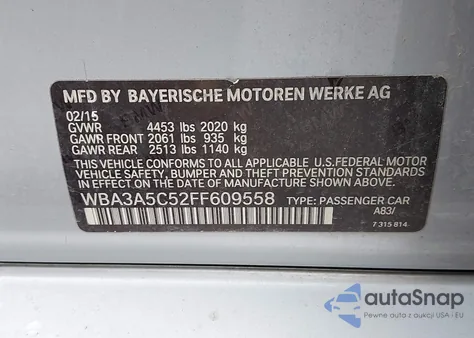 MFD BY BAYERISCHE MOTOREN WERKE AG
02/15
GVWR 4453 lbs 2020 kg
GAWR FRONT 2061 lbs 935 kg
GAWR REAR 2513 lbs 1140 kg
THIS VEHICLE CONFORMS TO ALL APPLICABLE U.S.FEDERAL MOTOR
VEHICLE SAFETY, BUMPER AND THEFT PREVENTION STANDARDS IN
EFFECT ON THE DATE OF MANUFACTURE SHOWN ABOVE.
WBA3A5C52FF609558 TYPE: PASSENGER CAR
A83/
7 315 814
autoSnap
Pewne auta z aukcji USA i EU